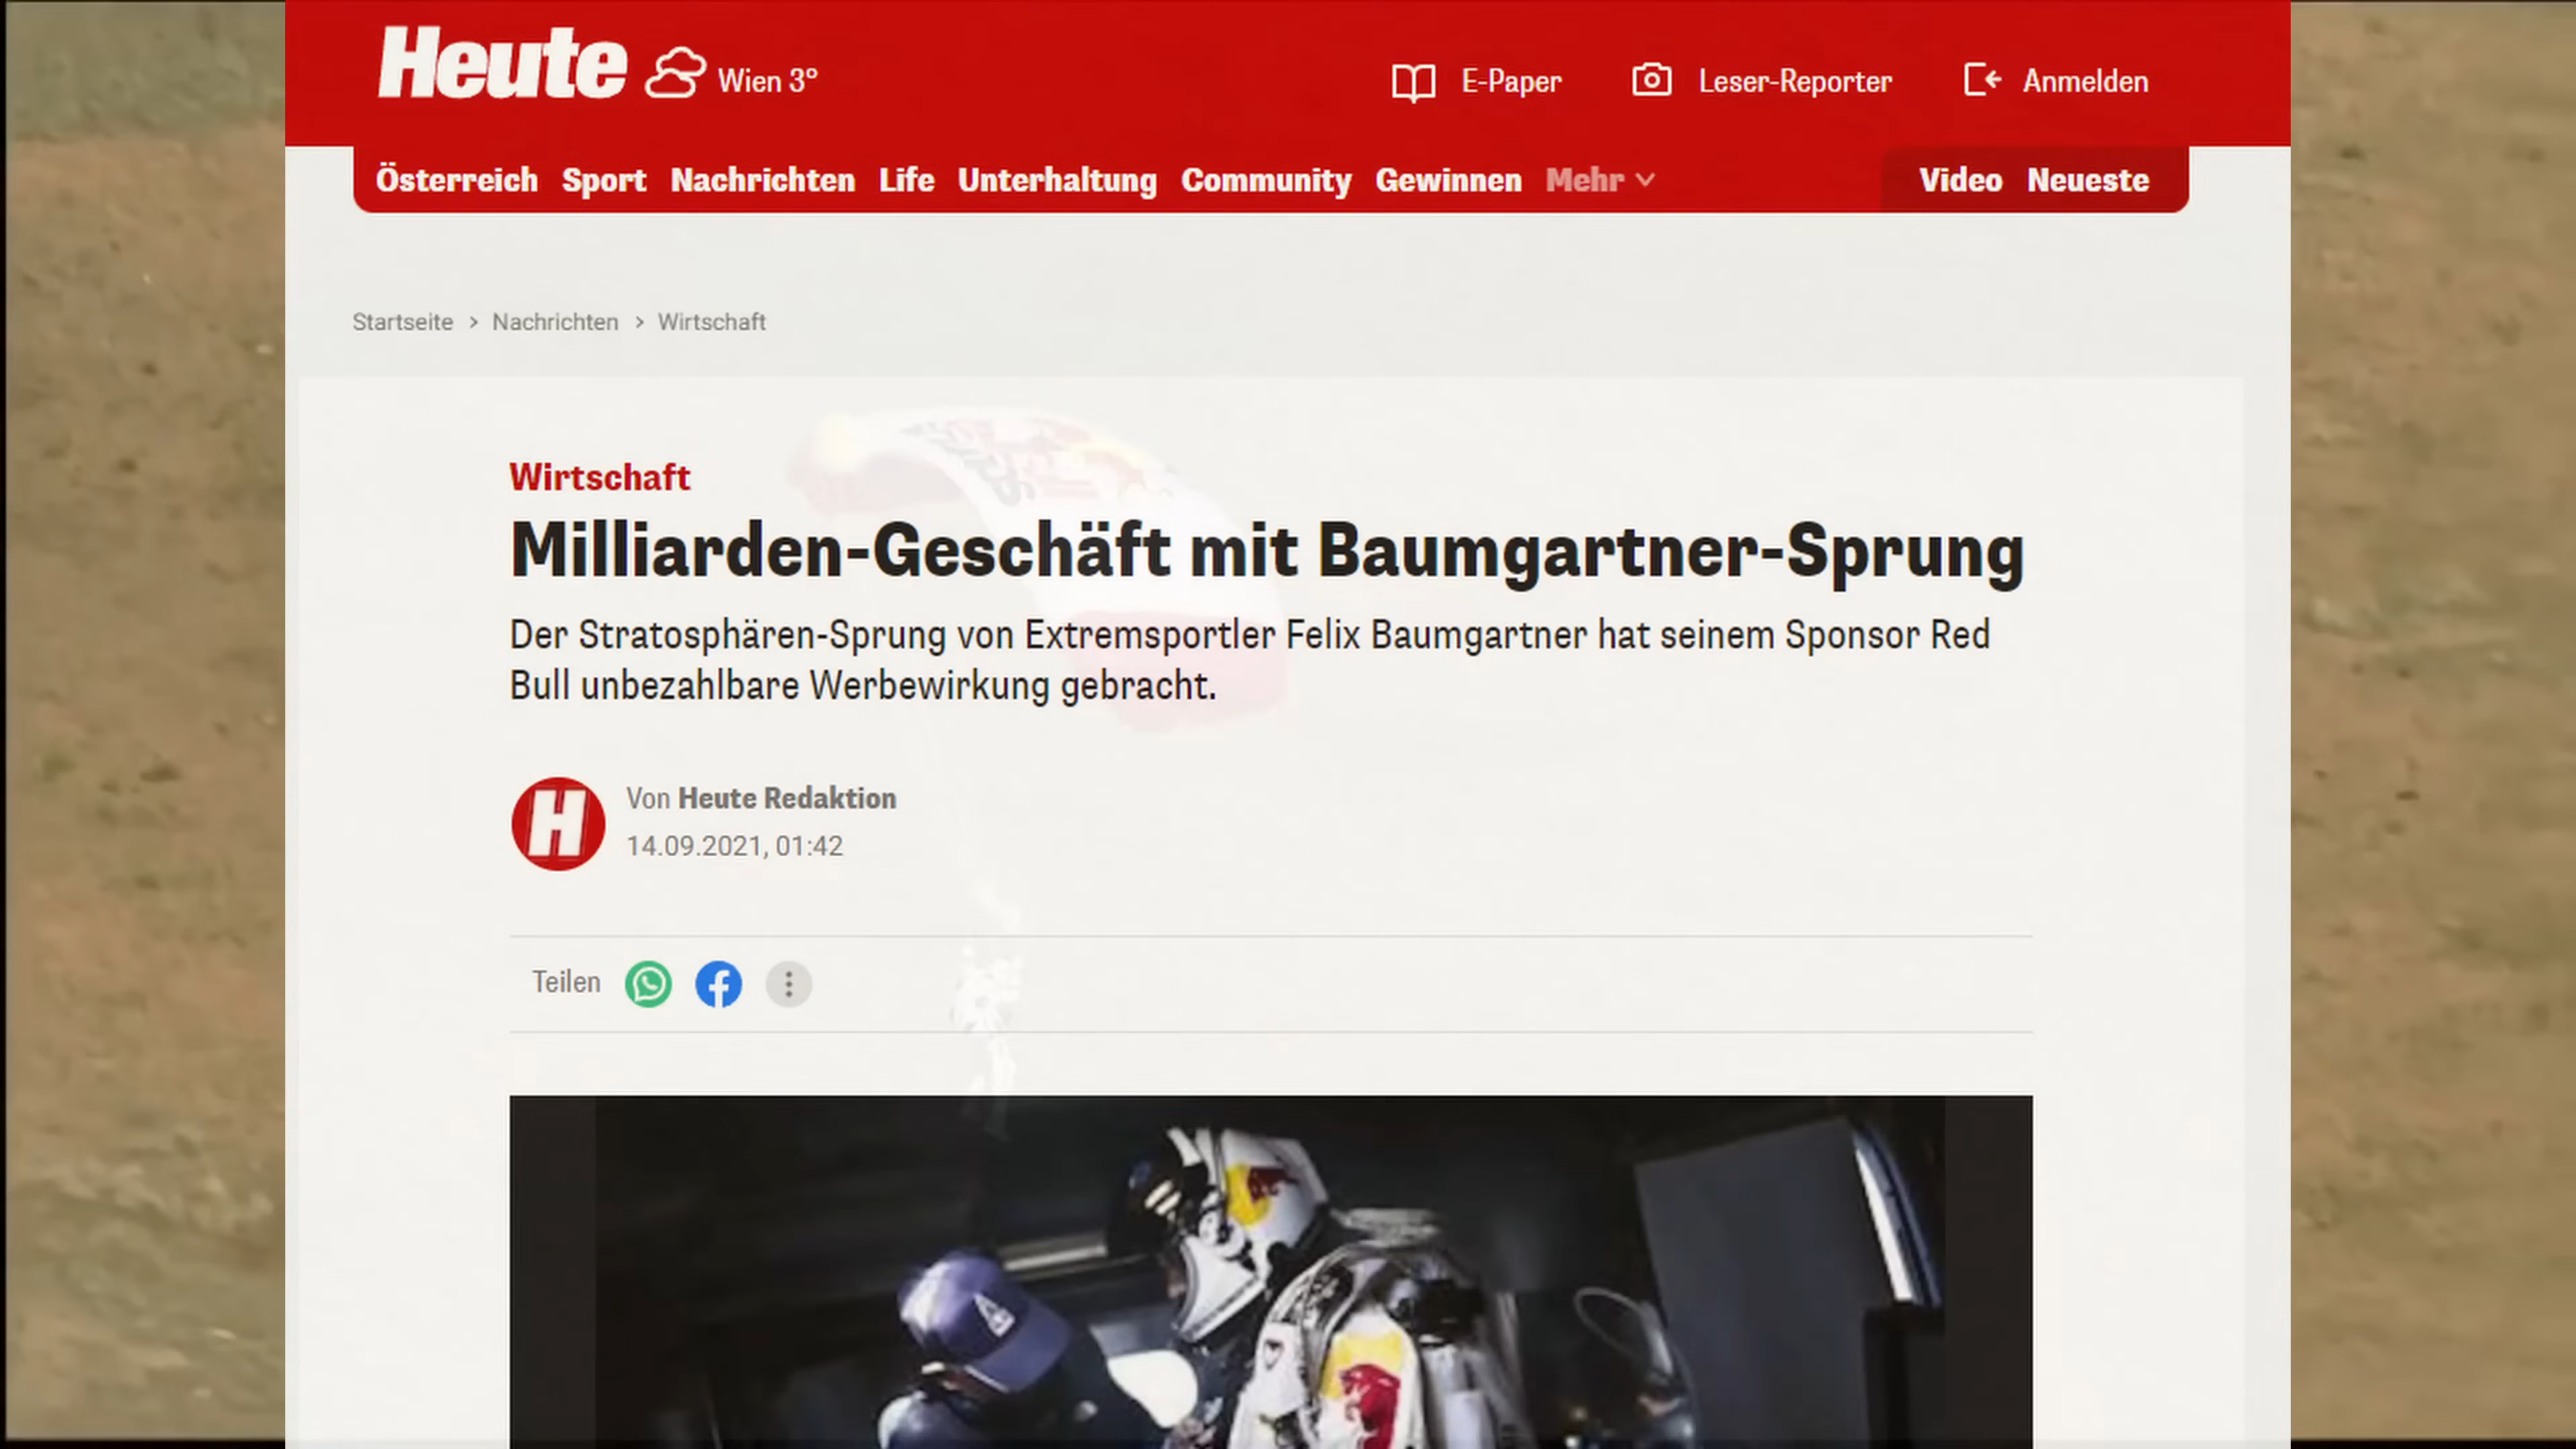 Heute Wien 3° E-Paper Leser-Reporter Anmelden
Österreich Sport Nachrichten Life Unterhaltung Community Gewinnen Mehr Video Neueste
Startseite > Nachrichten > Wirtschaft
Wirtschaft
Milliarden-Geschäft mit Baumgartner-Sprung
Der Stratosphären-Sprung von Extremsportler Felix Baumgartner hat seinem Sponsor Red
Bull unbezahlbare Werbewirkung gebracht.
H
Von Heute Redaktion
14.09.2021, 01:42
Teilen